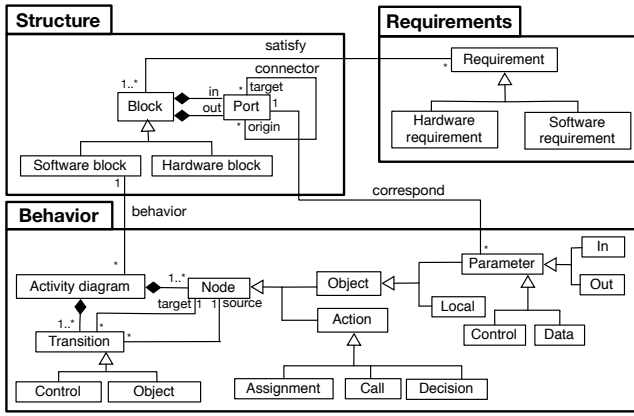 Structure
Requirements
satisfy
connector
1..*
*
target
*
Requirement
in
1
Block
Port
out
*
origin
Hardware
requirement
Software
requirement
Software block
Hardware block
1
correspond
Behavior
behavior
*
*
Parameter
In
Out
Activity diagram
1..*
Node
Object
target
1
1
source
Local
Action
1..*
*
*
Transition
Control
Data
Control
Object
Assignment
Call
Decision